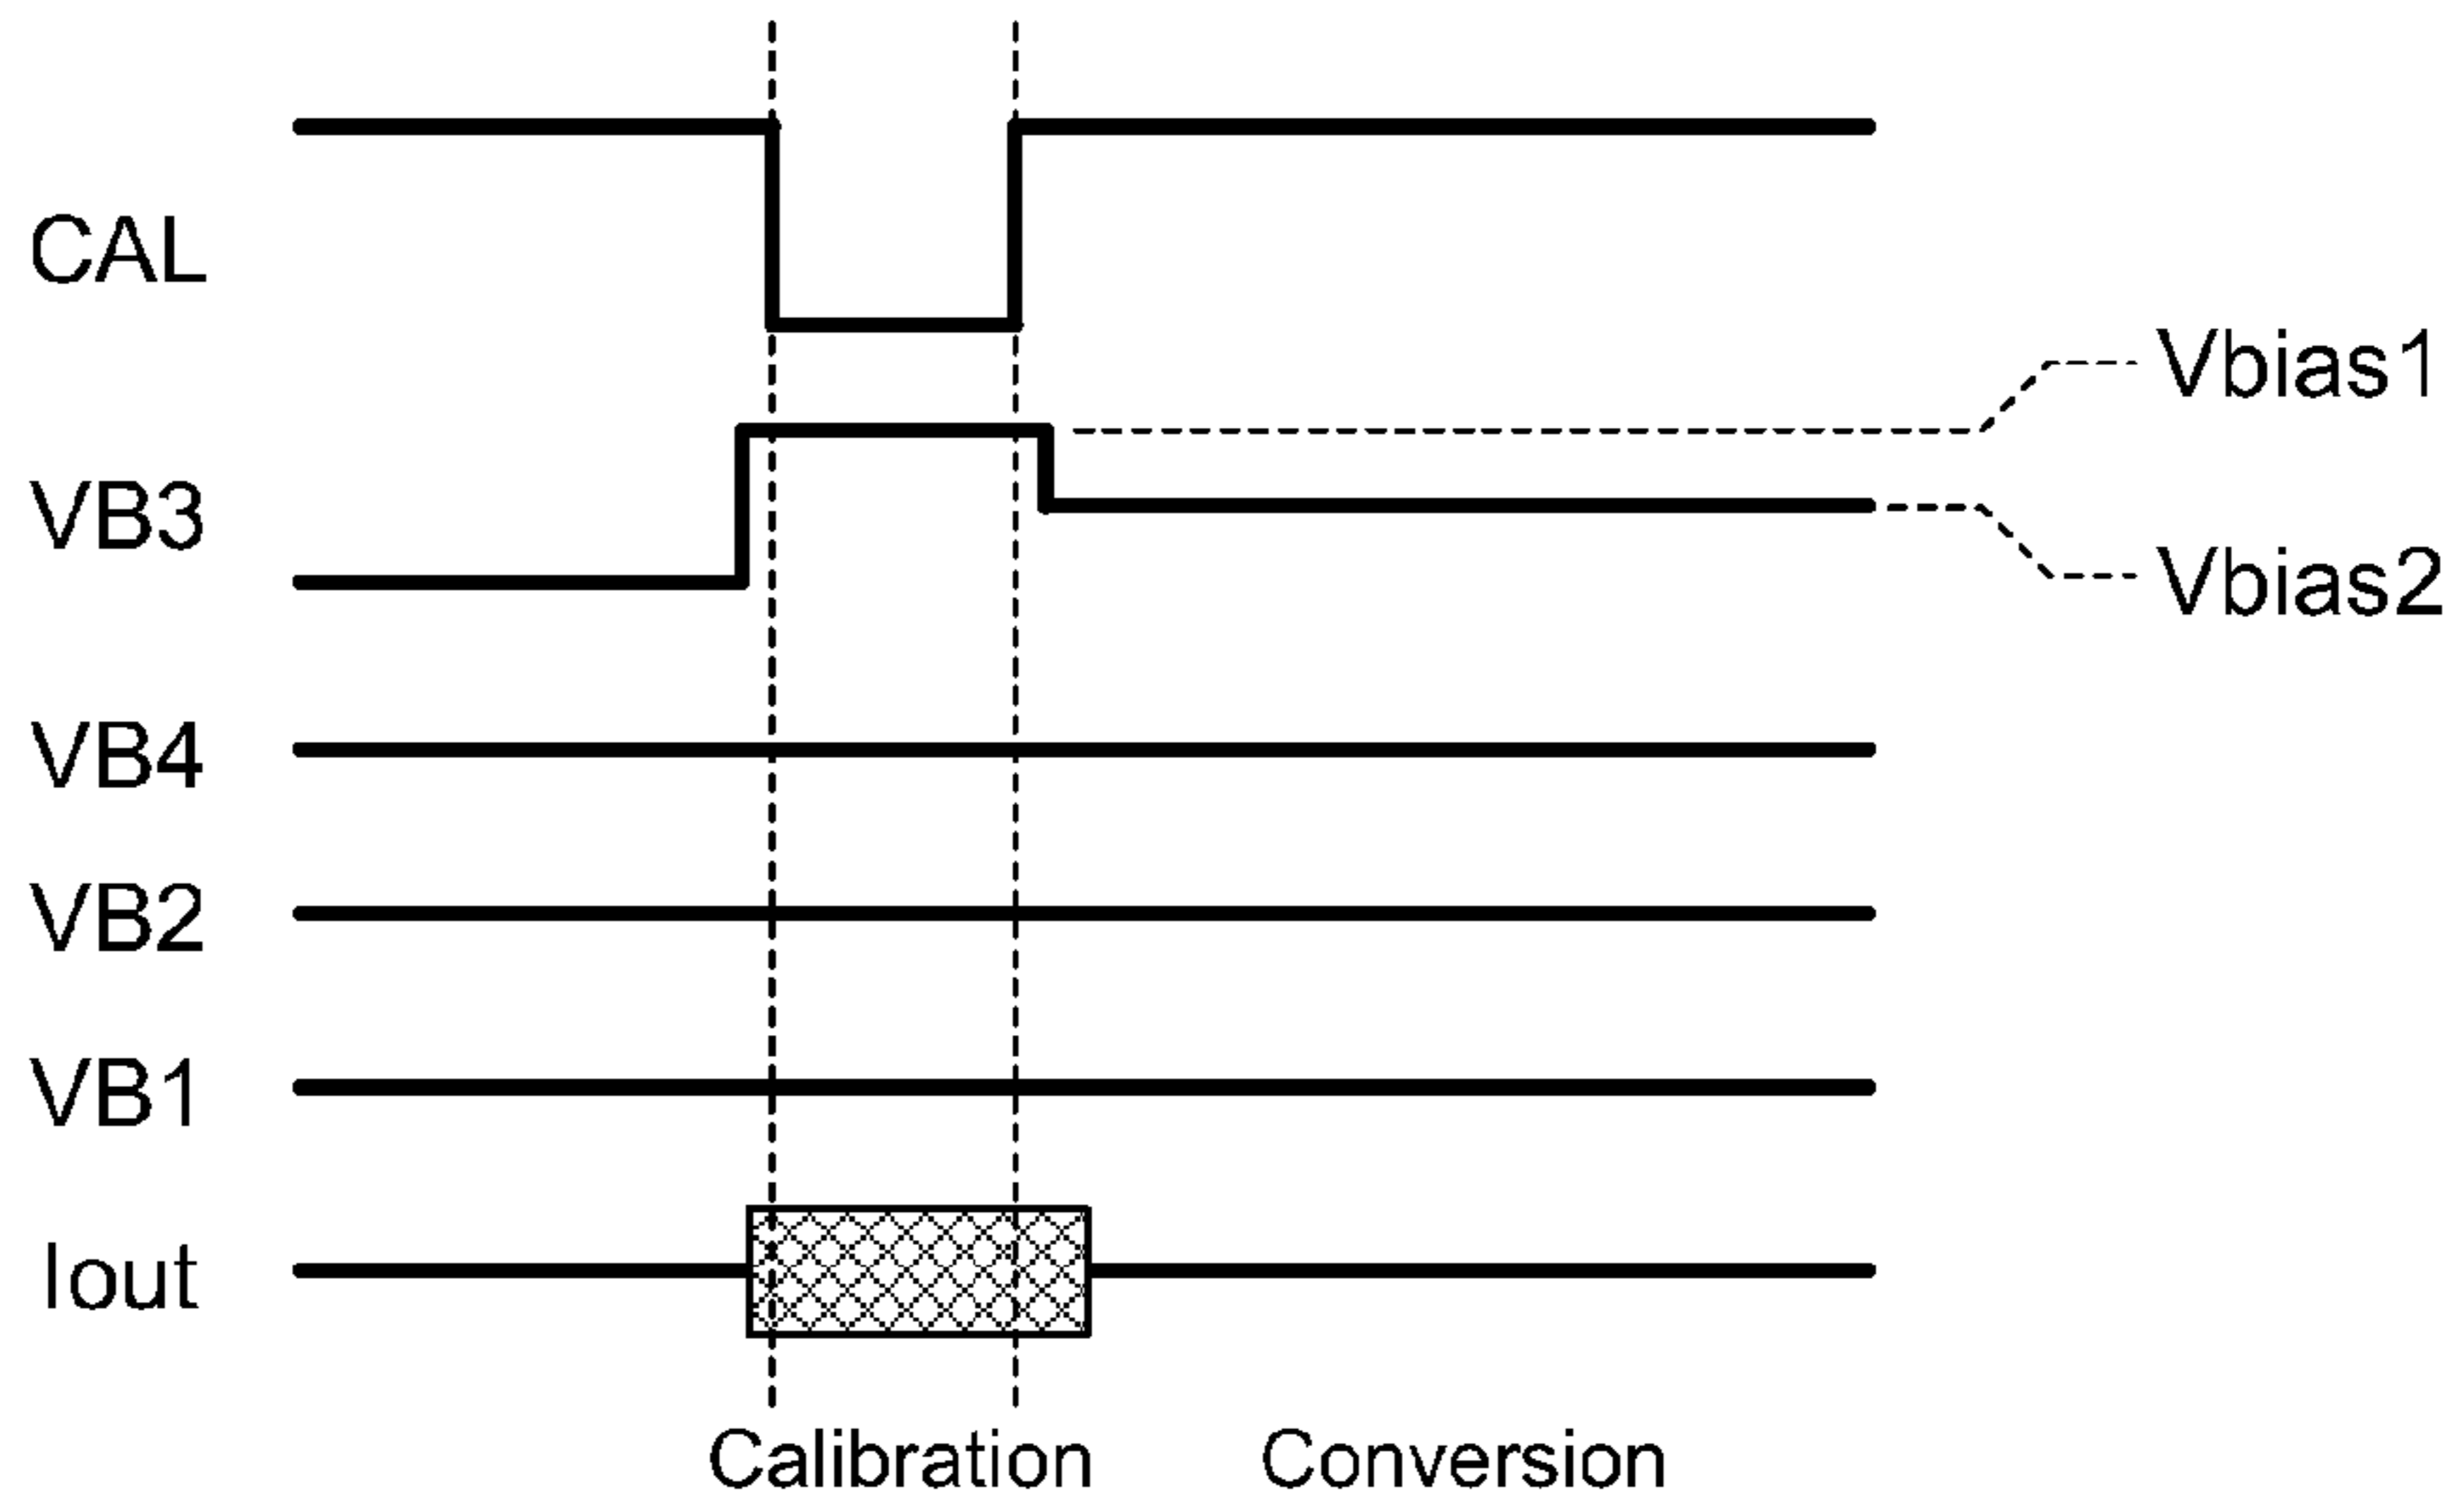 CAL
Vbias1
VB3
Vbias2
VB4
VB2
VB1
Iout
Calibration Conversion